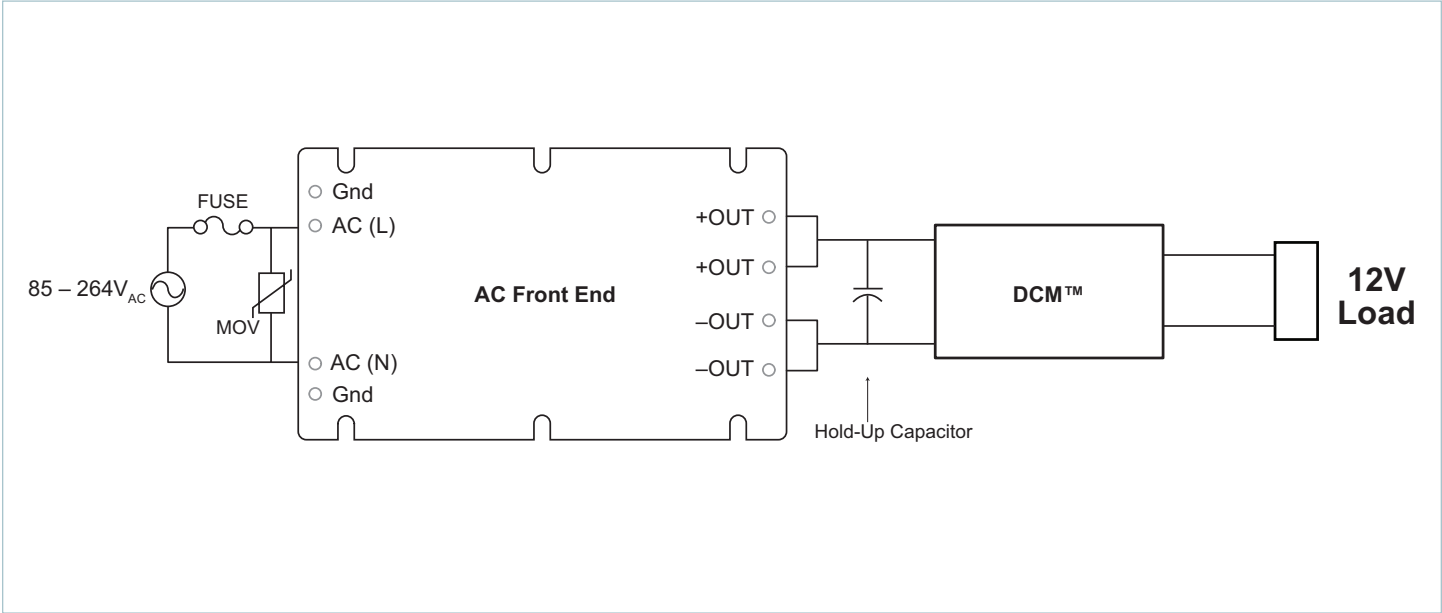 FUSE
85 – 264V_AC
MOV
Gnd
AC (L)
AC (N)
Gnd
AC Front End
+OUT
+OUT
–OUT
–OUT
Hold-Up Capacitor
DCM™
12V
Load